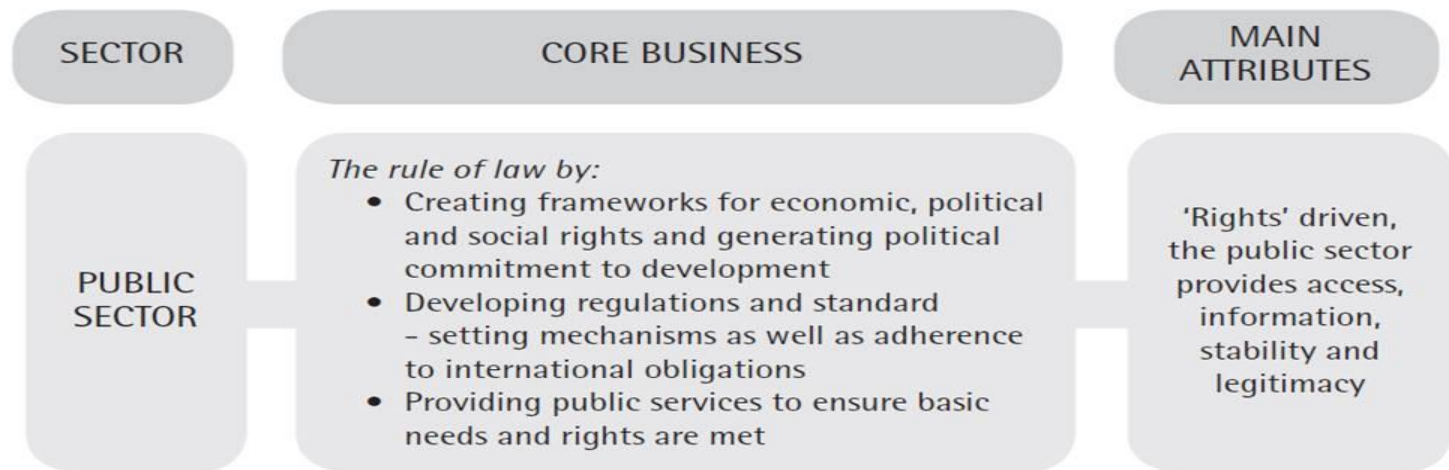 SECTOR
CORE BUSINESS
MAIN
ATTRIBUTES
PUBLIC
SECTOR
The rule of law by:
• Creating frameworks for economic, political
and social rights and generating political
commitment to development
• Developing regulations and standard
– setting mechanisms as well as adherence
to international obligations
• Providing public services to ensure basic
needs and rights are met
‘Rights’ driven,
the public sector
provides access,
information,
stability and
legitimacy